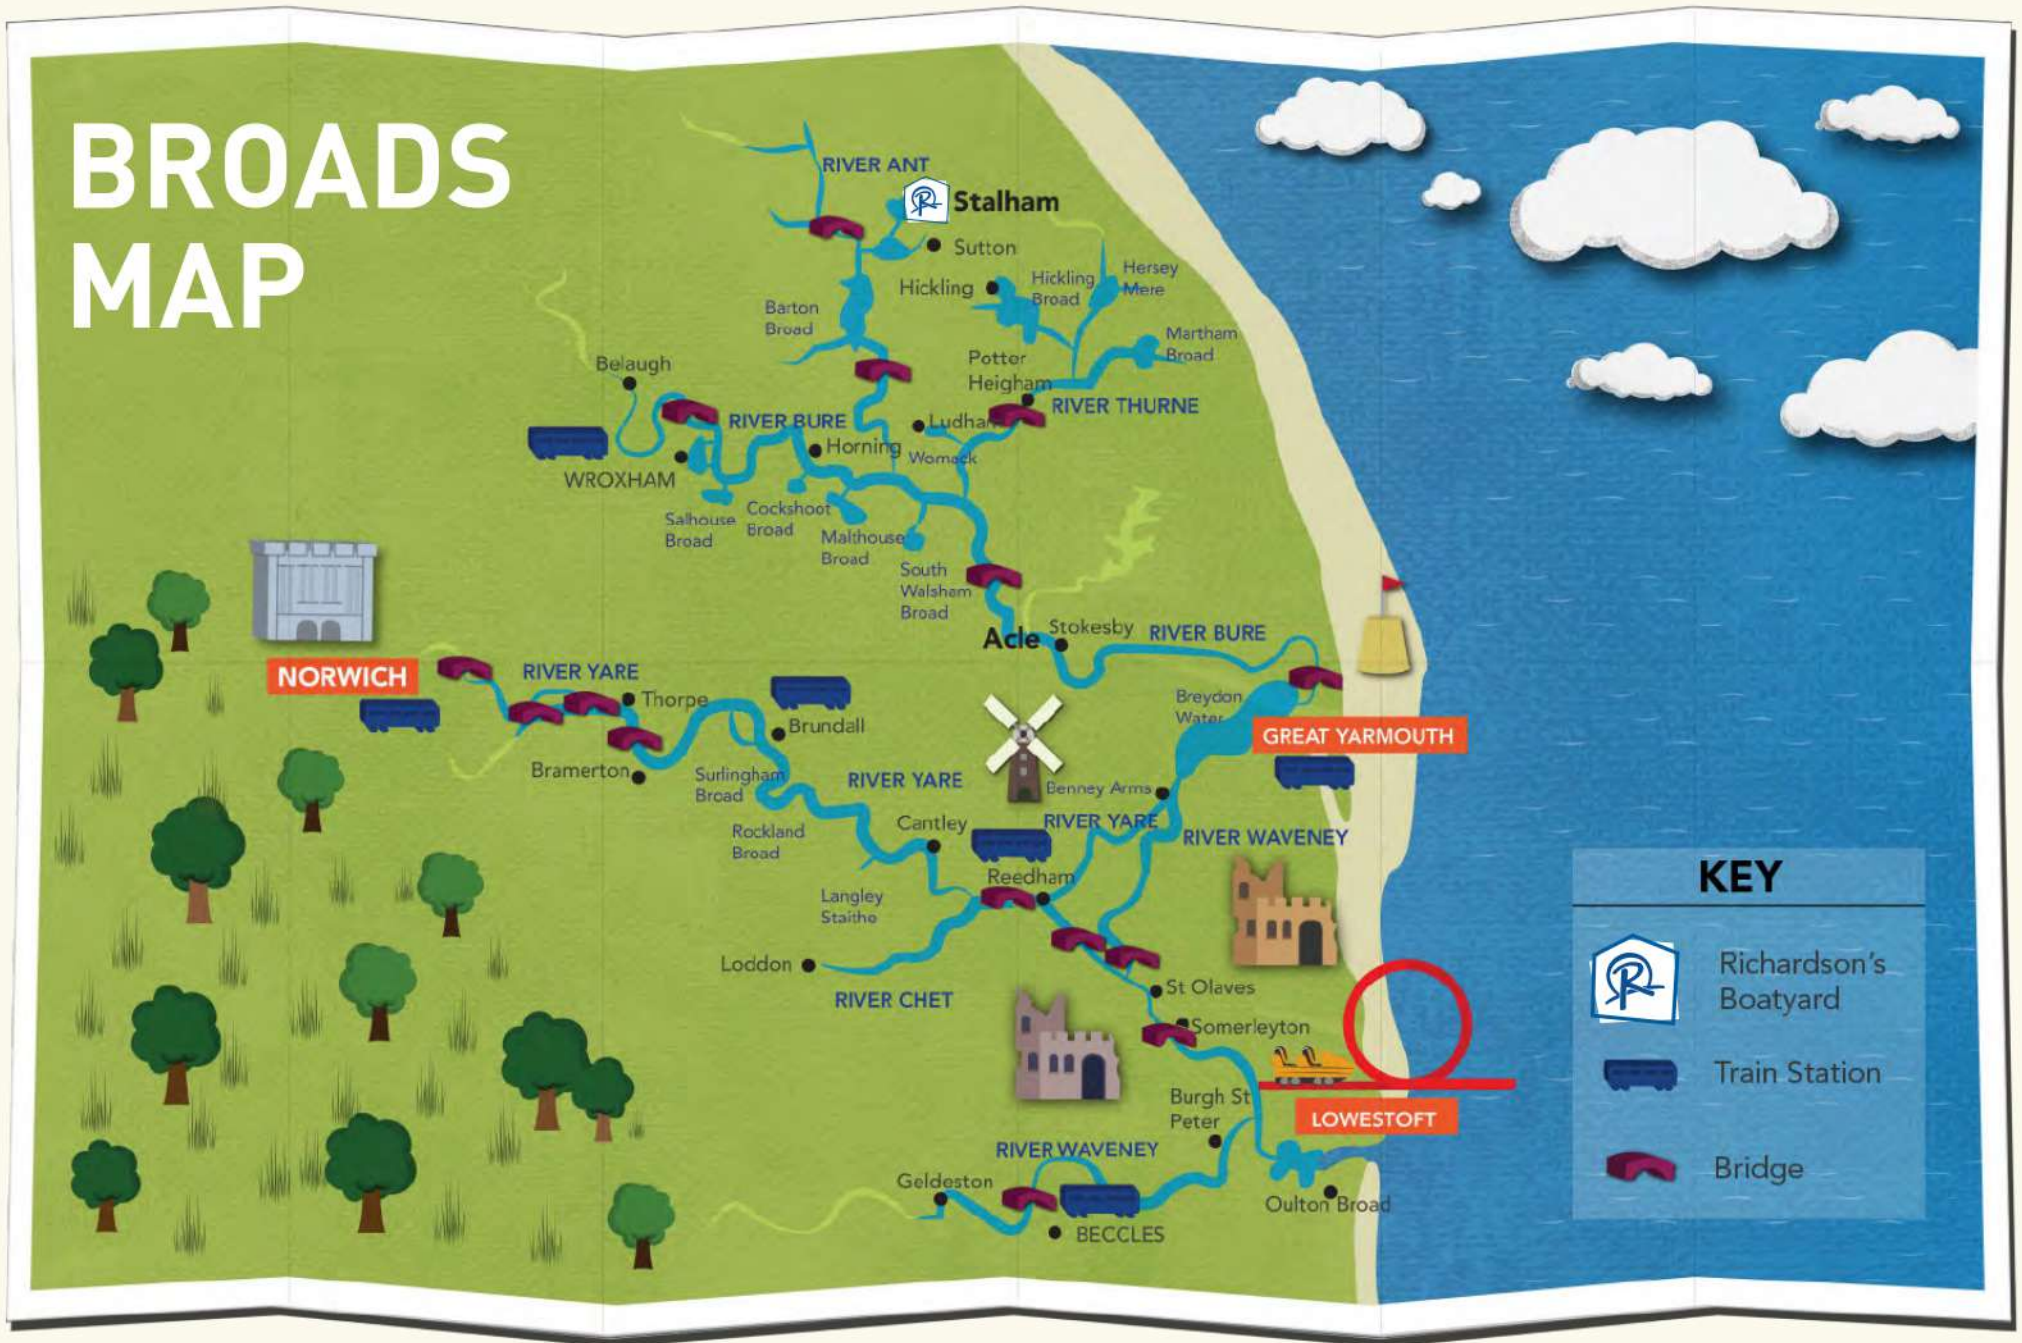 BROADS
MAP
RIVER ANT
Stalham
Sutton
Hickling
Hickling
Broad
Hersey
Mere
Barton
Broad
Martham
Broad
Potter
Heigham
Belaugh
RIVER THURNE
RIVER BURE
Ludham
Horning
Womack
WROXHAM
Salhouse
Broad
Cockshoot
Broad
Malthouse
Broad
South
Walsham
Broad
Acle
Stokesby
RIVER BURE
NORWICH
RIVER YARE
Thorpe
Brundall
Breydon
Water
GREAT YARMOUTH
Bramerton
Surlingham
Broad
RIVER YARE
Benney Arms
Rockland
Broad
Cantley
RIVER YARE
RIVER WAVENEY
Reedham
Langley
Staithe
Loddon
RIVER CHET
St Olaves
Somerleyton
Burgh St
Peter
LOWESTOFT
RIVER WAVENEY
Geldeston
Oulton Broad
BECCLES
KEY
Richardson's
Boatyard
Train Station
Bridge